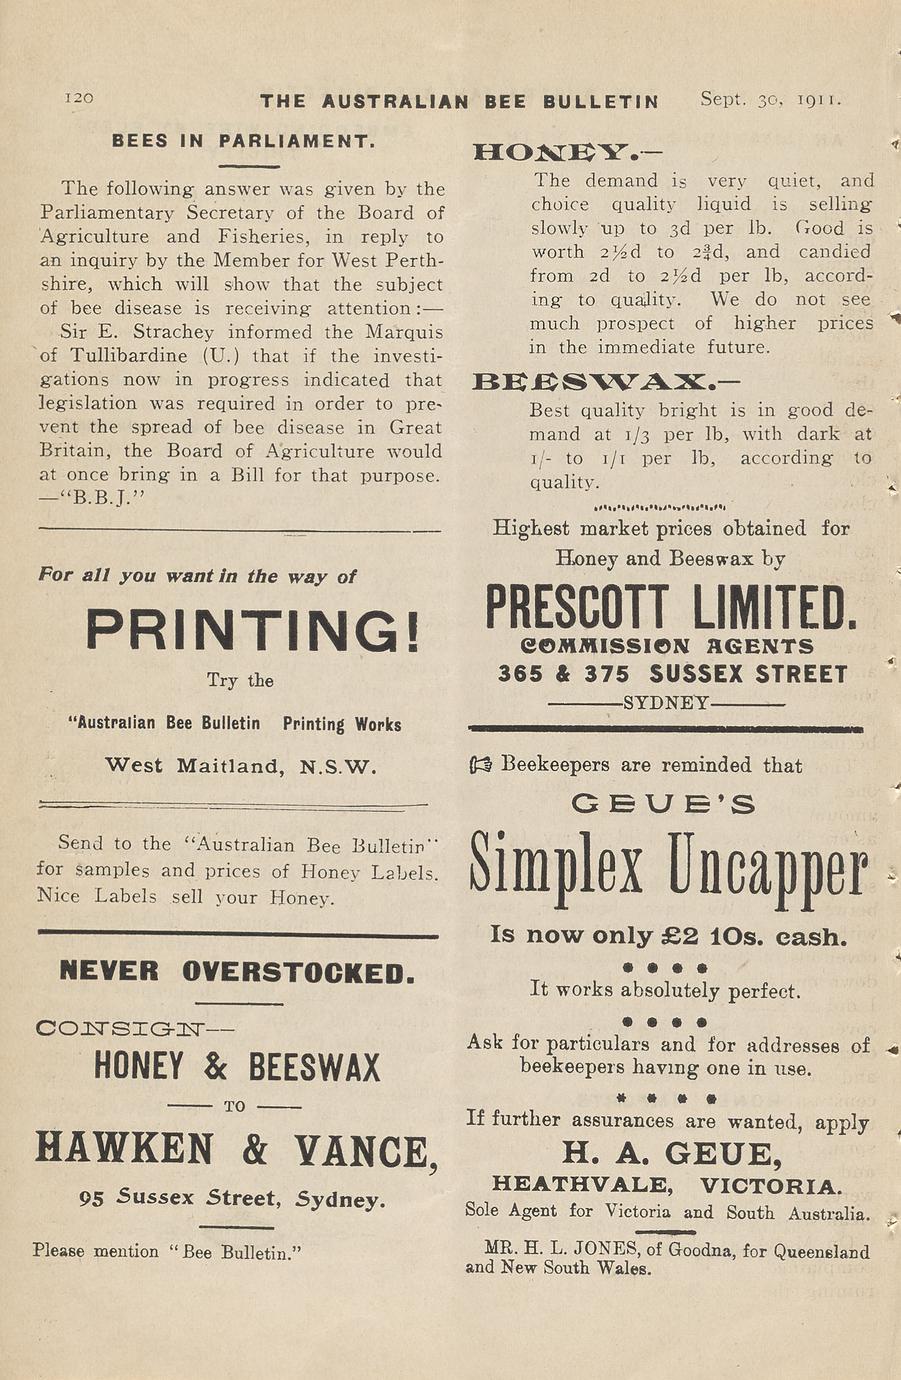 120 THE AUSTRALIAN BEE BULLETIN Sept. 30, 1911.
BEES IN PARLIAMENT.
The following answer was given by the
Parliamentary Secretary of the Board of
Agriculture and Fisheries, in reply to
an inquiry by the Member for West Perth-
shire, which will show that the subject
of bee disease is receiving attention:—
Sir E. Strachey informed the Marquis
of Tullibardine (U.) that if the investi-
gations now in progress indicated that
legislation was required in order to pre-
vent the spread of bee disease in Great
Britain, the Board of Agriculture would
at once bring in a Bill for that purpose.
—“B.B.J.”
For all you want in the way of
PRINTING!
Try the
“Australian Bee Bulletin Printing Works
West Maitland, N.S.W.
Send to the “Australian Bee Bulletin”
for samples and prices of Honey Labels.
Nice Labels sell your Honey.
NEVER OVERSTOCKED.
CONSIGN—
HONEY & BEESWAX
— TO —
HAWKEN & VANCE,
95 Sussex Street, Sydney.
Please mention “Bee Bulletin.”
HONEY.—
The demand is very quiet, and
choice quality liquid is selling
slowly up to 3d per lb. Good is
worth 2½d to 2¾d, and candied
from 2d to 2½d per lb, accord-
ing to quality. We do not see
much prospect of higher prices
in the immediate future.
BEESWAX.—
Best quality bright is in good de-
mand at 1/3 per lb, with dark at
1/- to 1/1 per lb, according to
quality.
Highest market prices obtained for
Honey and Beeswax by
PRESCOTT LIMITED.
COMMISSION AGENTS
365 & 375 SUSSEX STREET
——SYDNEY——
☞ Beekeepers are reminded that
GEUE'S
Simplex Uncapper
Is now only £2 10s. cash.
It works absolutely perfect.
Ask for particulars and for addresses of
beekeepers having one in use.
* * * *
If further assurances are wanted, apply
H. A. GEUE,
HEATHVALE, VICTORIA.
Sole Agent for Victoria and South Australia.
MR. H. L. JONES, of Goodna, for Queensland
and New South Wales.